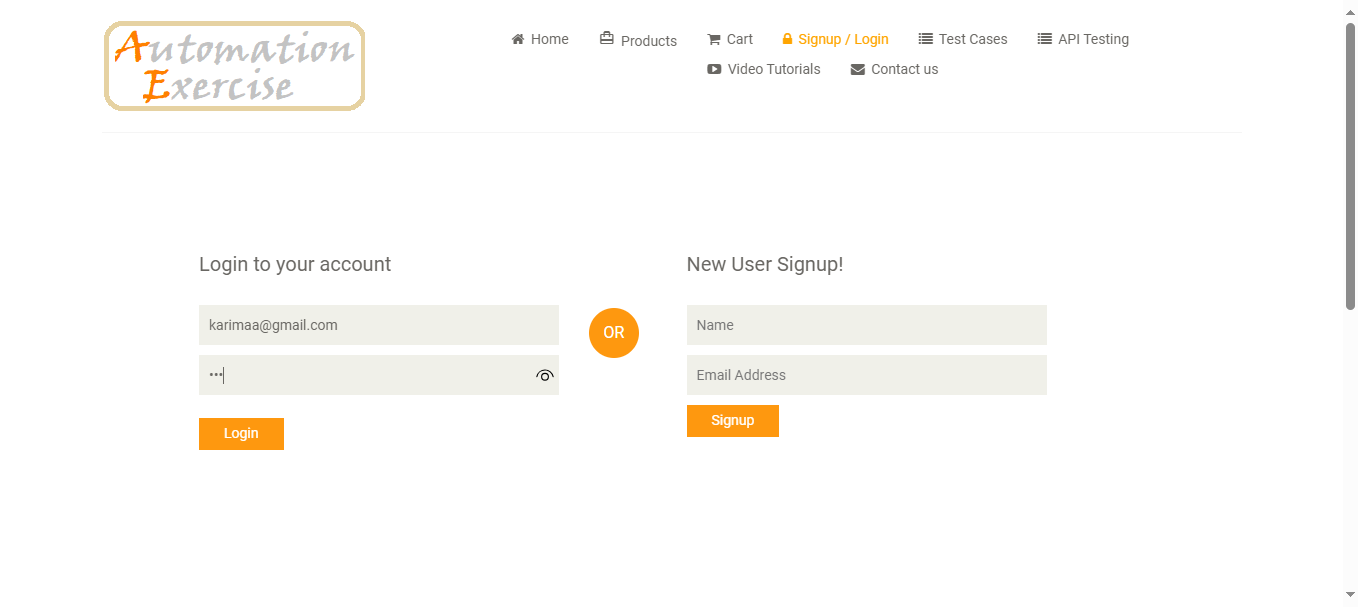 Automation
Exercise
Home Products Cart Signup / Login Test Cases API Testing
Video Tutorials Contact us
Login to your account
karimaa@gmail.com
•••
Login
OR
New User Signup!
Name
Email Address
Signup